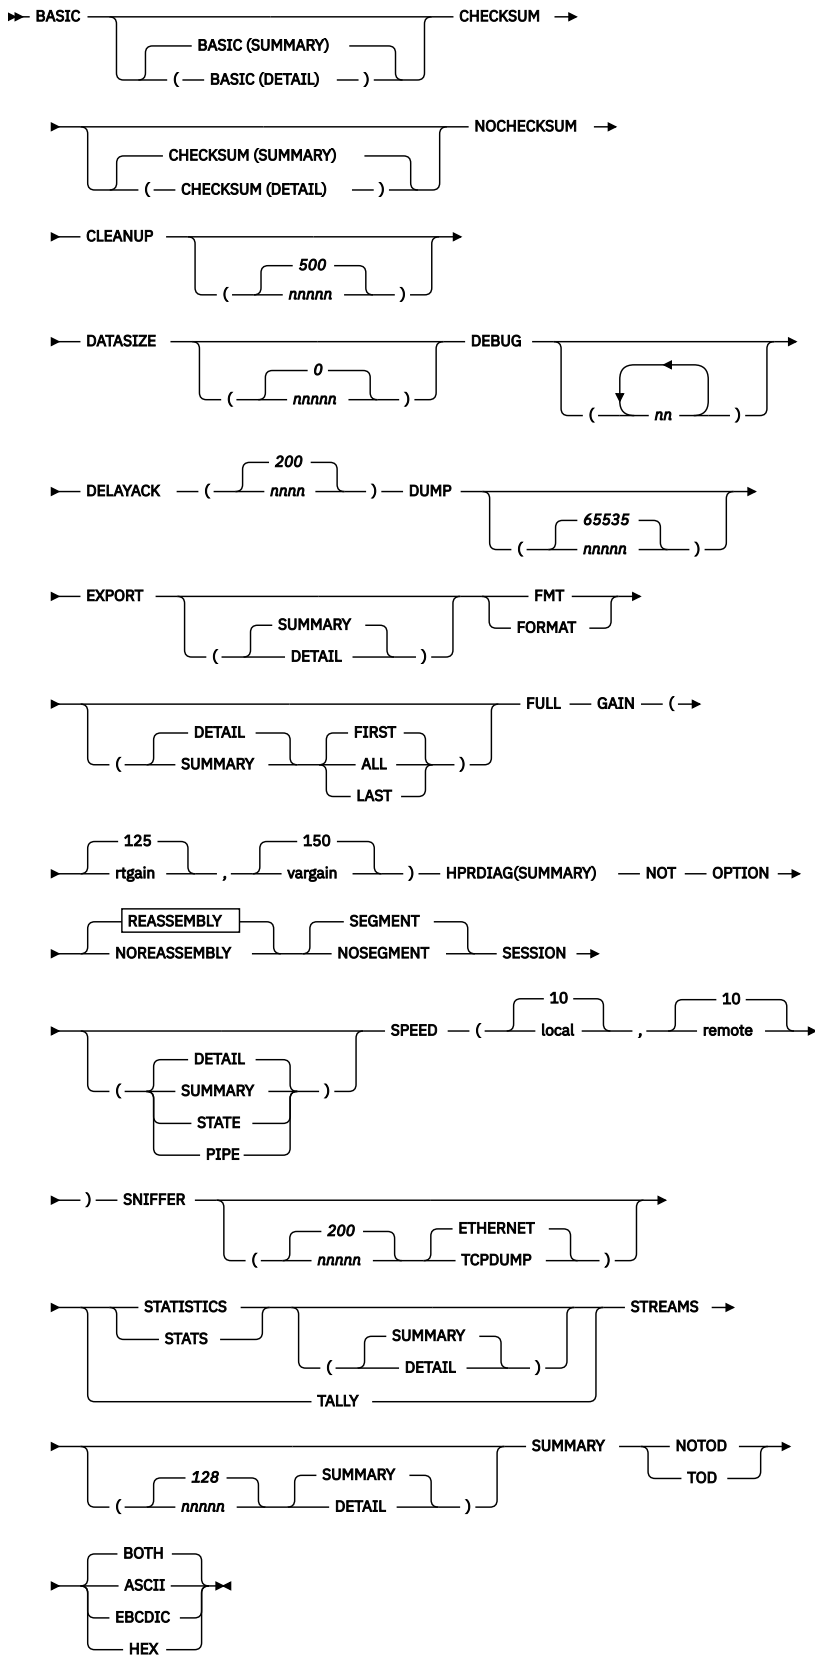 BASIC CHECKSUM
BASIC (SUMMARY)
( BASIC (DETAIL) )
NOCHECKSUM
CHECKSUM (SUMMARY)
( CHECKSUM (DETAIL) )
CLEANUP
500
( nnnnn )
DATASIZE DEBUG
0
( nnnnn )
( nn )
DELAYACK ( 200
nnnn ) DUMP
65535
( nnnnn )
EXPORT FMT
SUMMARY FORMAT
( DETAIL )
FULL GAIN (
DETAIL FIRST
( SUMMARY ALL )
LAST
125 150
rtgain , vargain ) HPRDIAG(SUMMARY) NOT OPTION
REASSEMBLY SEGMENT
NOREASSEMBLY NOSEGMENT SESSION
10 10
SPEED ( local , remote
DETAIL
( SUMMARY )
STATE
PIPE
) SNIFFER
200 ETHERNET
( nnnnn TCPDUMP )
STATISTICS STREAMS
STATS SUMMARY
( DETAIL )
TALLY
SUMMARY NOTOD
128 SUMMARY TOD
( nnnnn DETAIL )
BOTH
ASCII
EBCDIC
HEX